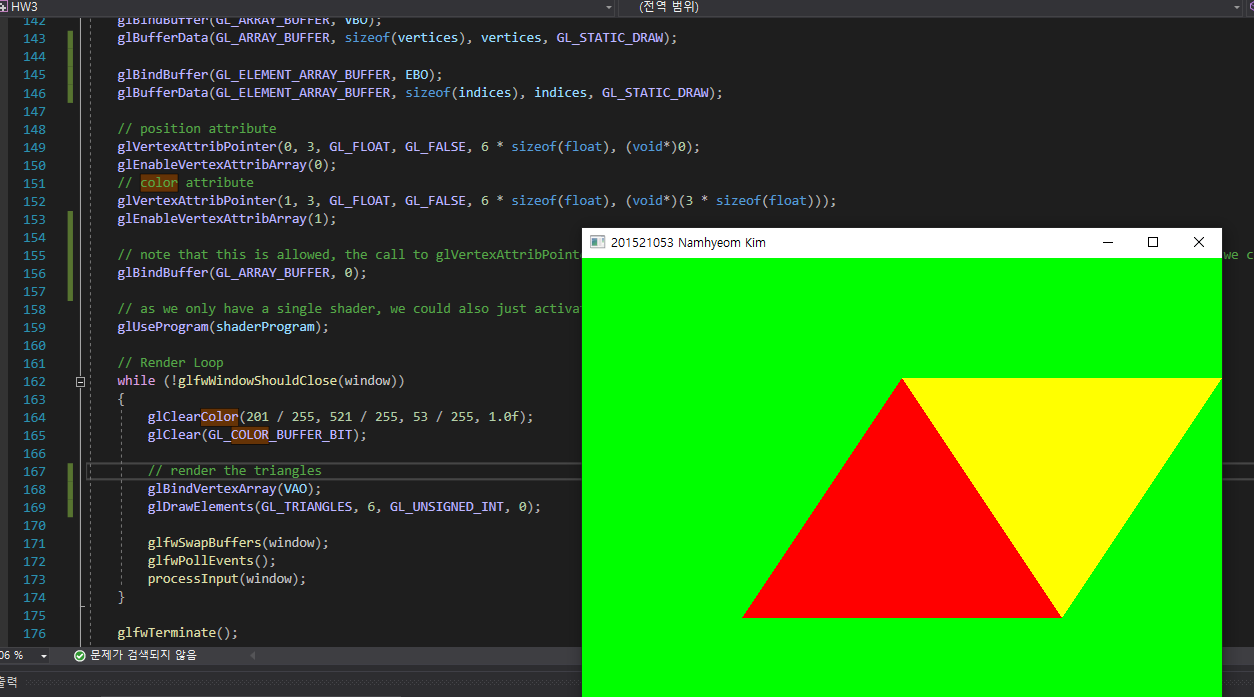 HW3
(전역 범위)
142 glBindBuffer(GL_ARRAY_BUFFER, VBO);
143 glBufferData(GL_ARRAY_BUFFER, sizeof(vertices), vertices, GL_STATIC_DRAW);
144
145 glBindBuffer(GL_ELEMENT_ARRAY_BUFFER, EBO);
146 glBufferData(GL_ELEMENT_ARRAY_BUFFER, sizeof(indices), indices, GL_STATIC_DRAW);
147
148 // position attribute
149 glVertexAttribPointer(0, 3, GL_FLOAT, GL_FALSE, 6 * sizeof(float), (void*)0);
150 glEnableVertexAttribArray(0);
151 // color attribute
152 glVertexAttribPointer(1, 3, GL_FLOAT, GL_FALSE, 6 * sizeof(float), (void*)(3 * sizeof(float)));
153 glEnableVertexAttribArray(1);
154
155 // note that this is allowed, the call to glVertexAttribPoint we c
156 glBindBuffer(GL_ARRAY_BUFFER, 0);
157
158 // as we only have a single shader, we could also just activa
159 glUseProgram(shaderProgram);
160
161 // Render Loop
162 while (!glfwWindowShouldClose(window))
163 {
164 glClearColor(201 / 255, 521 / 255, 53 / 255, 1.0f);
165 glClear(GL_COLOR_BUFFER_BIT);
166
167 // render the triangles
168 glBindVertexArray(VAO);
169 glDrawElements(GL_TRIANGLES, 6, GL_UNSIGNED_INT, 0);
170
171 glfwSwapBuffers(window);
172 glfwPollEvents();
173 processInput(window);
174 }
175
176 glfwTerminate();
201521053 Namhyeom Kim
06 %
문제가 검색되지 않음
출력